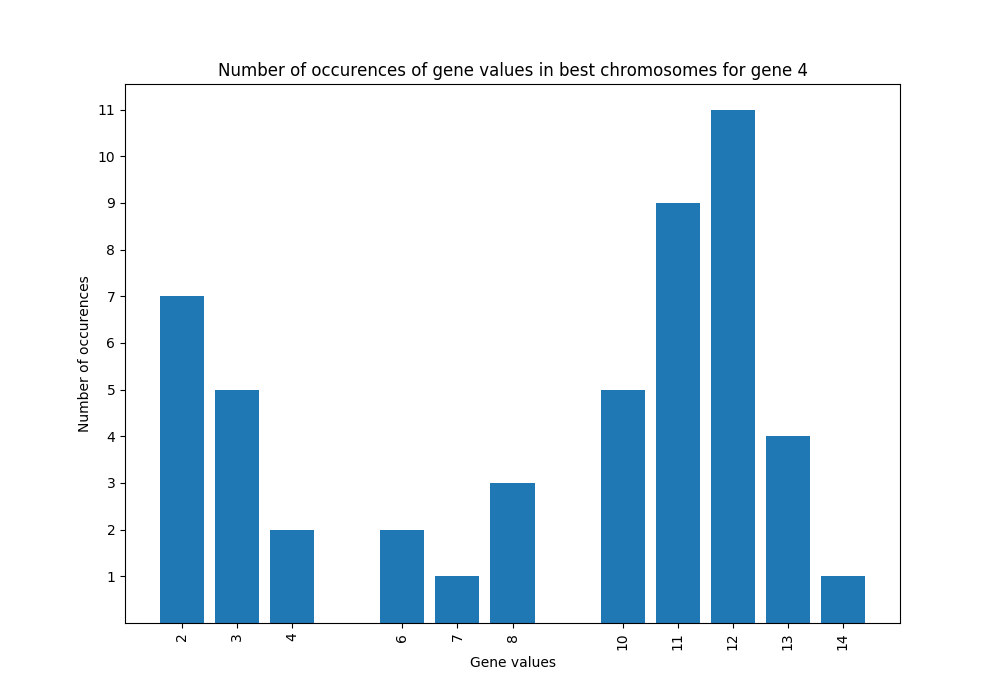 Number of occurences of gene values in best chromosomes for gene 4
11
10
9
8
7
6
5
4
3
2
1
Number of occurences
2 3 4 6 7 8 10 11 12 13 14
Gene values